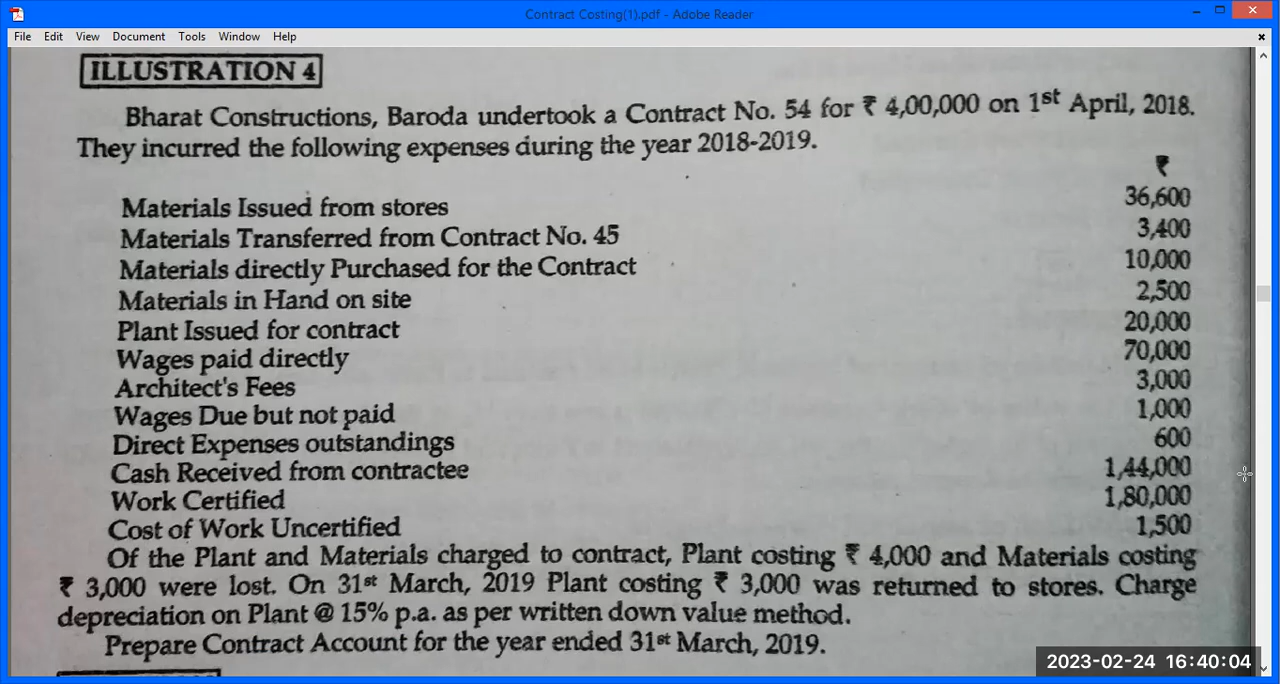 Contract Costing(1).pdf - Adobe Reader
File Edit View Document Tools Window Help
ILLUSTRATION 4
Bharat Constructions, Baroda undertook a Contract No. 54 for ₹ 4,00,000 on 1st April, 2018.
They incurred the following expenses during the year 2018-2019.
₹
Materials Issued from stores 36,600
Materials Transferred from Contract No. 45 3,400
Materials directly Purchased for the Contract 10,000
Materials in Hand on site 2,500
Plant Issued for contract 20,000
Wages paid directly 70,000
Architect's Fees 3,000
Wages Due but not paid 1,000
Direct Expenses outstandings 600
Cash Received from contractee 1,44,000
Work Certified 1,80,000
Cost of Work Uncertified 1,500
Of the Plant and Materials charged to contract, Plant costing ₹ 4,000 and Materials costing
₹ 3,000 were lost. On 31st March, 2019 Plant costing ₹ 3,000 was returned to stores. Charge
depreciation on Plant @ 15% p.a. as per written down value method.
Prepare Contract Account for the year ended 31st March, 2019.
2023-02-24 16:40:04